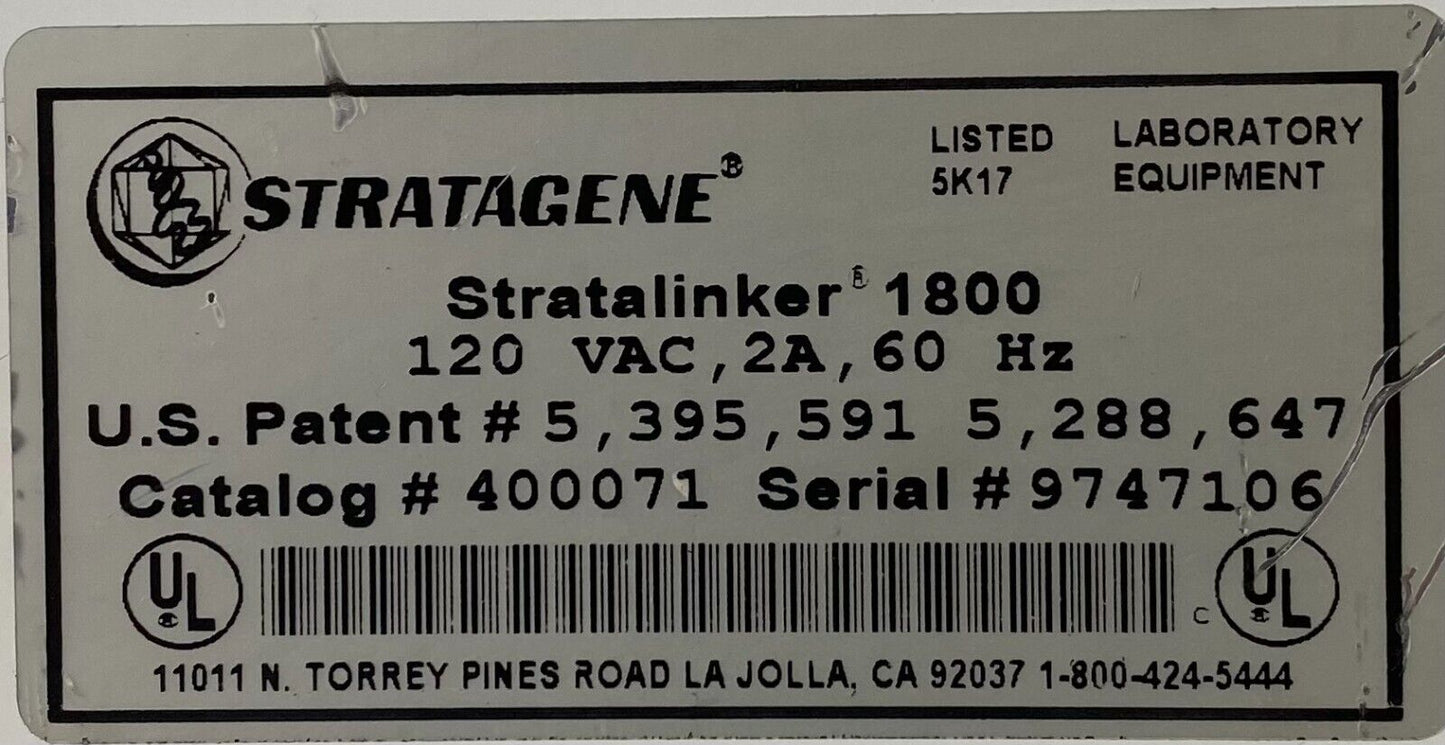 STRATAGENE®
LISTED
5K17
LABORATORY
EQUIPMENT
Stratalinker® 1800
120 VAC, 2A, 60 Hz
U.S. Patent # 5,395,591 5,288,647
Catalog # 400071 Serial # 9747106
UL
C UL
11011 N. TORREY PINES ROAD LA JOLLA, CA 92037 1-800-424-5444